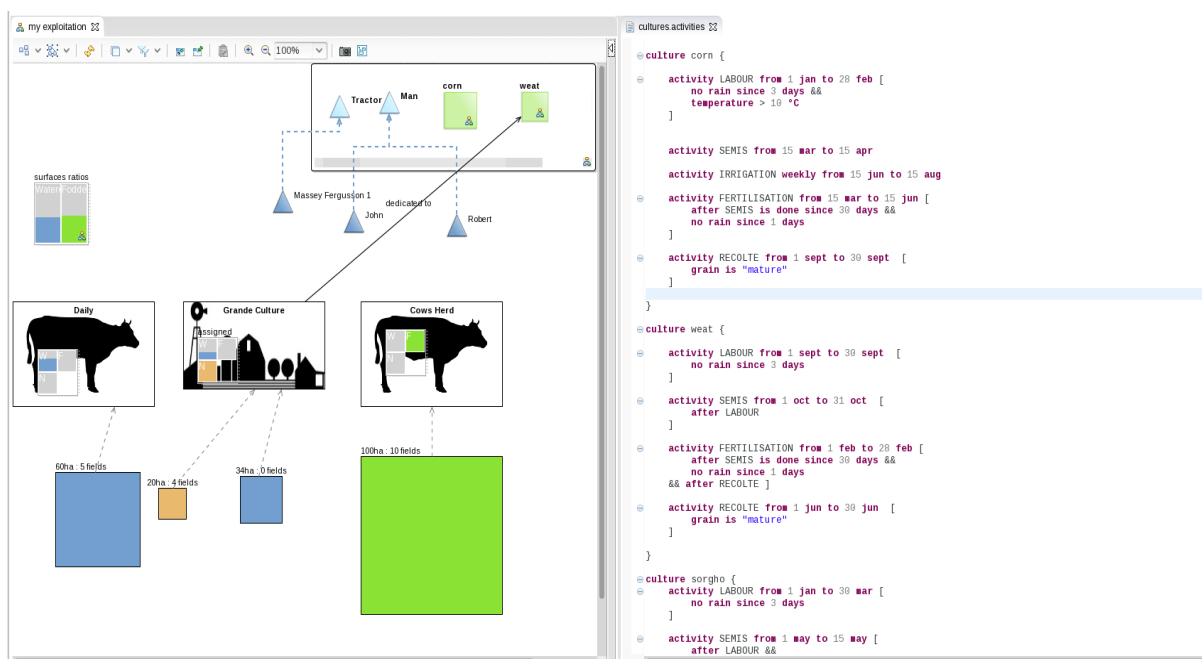 my exploitation
100%
Tractor
Man
corn
weat
surfaces ratios
Massey Fergusson 1
dedicated to
John
Robert
Daily
Grande Culture
Cows Herd
assigned
W F
W F
W
N
N
N
60ha : 5 fields
20ha : 4 fields
34ha : 0 fields
100ha : 10 fields
cultures.activities
culture corn {
activity LABOUR from 1 jan to 28 feb [
no rain since 3 days &&
temperature > 10 °C
]
activity SEMIS from 15 mar to 15 apr
activity IRRIGATION weekly from 15 jun to 15 aug
activity FERTILISATION from 15 mar to 15 jun [
after SEMIS is done since 30 days &&
no rain since 1 days
]
activity RECOLTE from 1 sept to 30 sept [
grain is "mature"
]
}
culture weat {
activity LABOUR from 1 sept to 30 sept [
no rain since 3 days
]
activity SEMIS from 1 oct to 31 oct [
after LABOUR
]
activity FERTILISATION from 1 feb to 28 feb [
after SEMIS is done since 30 days &&
no rain since 1 days
&& after RECOLTE ]
activity RECOLTE from 1 jun to 30 jun [
grain is "mature"
]
}
culture sorgho {
activity LABOUR from 1 jan to 30 mar [
no rain since 3 days
]
activity SEMIS from 1 may to 15 may [
after LABOUR &&